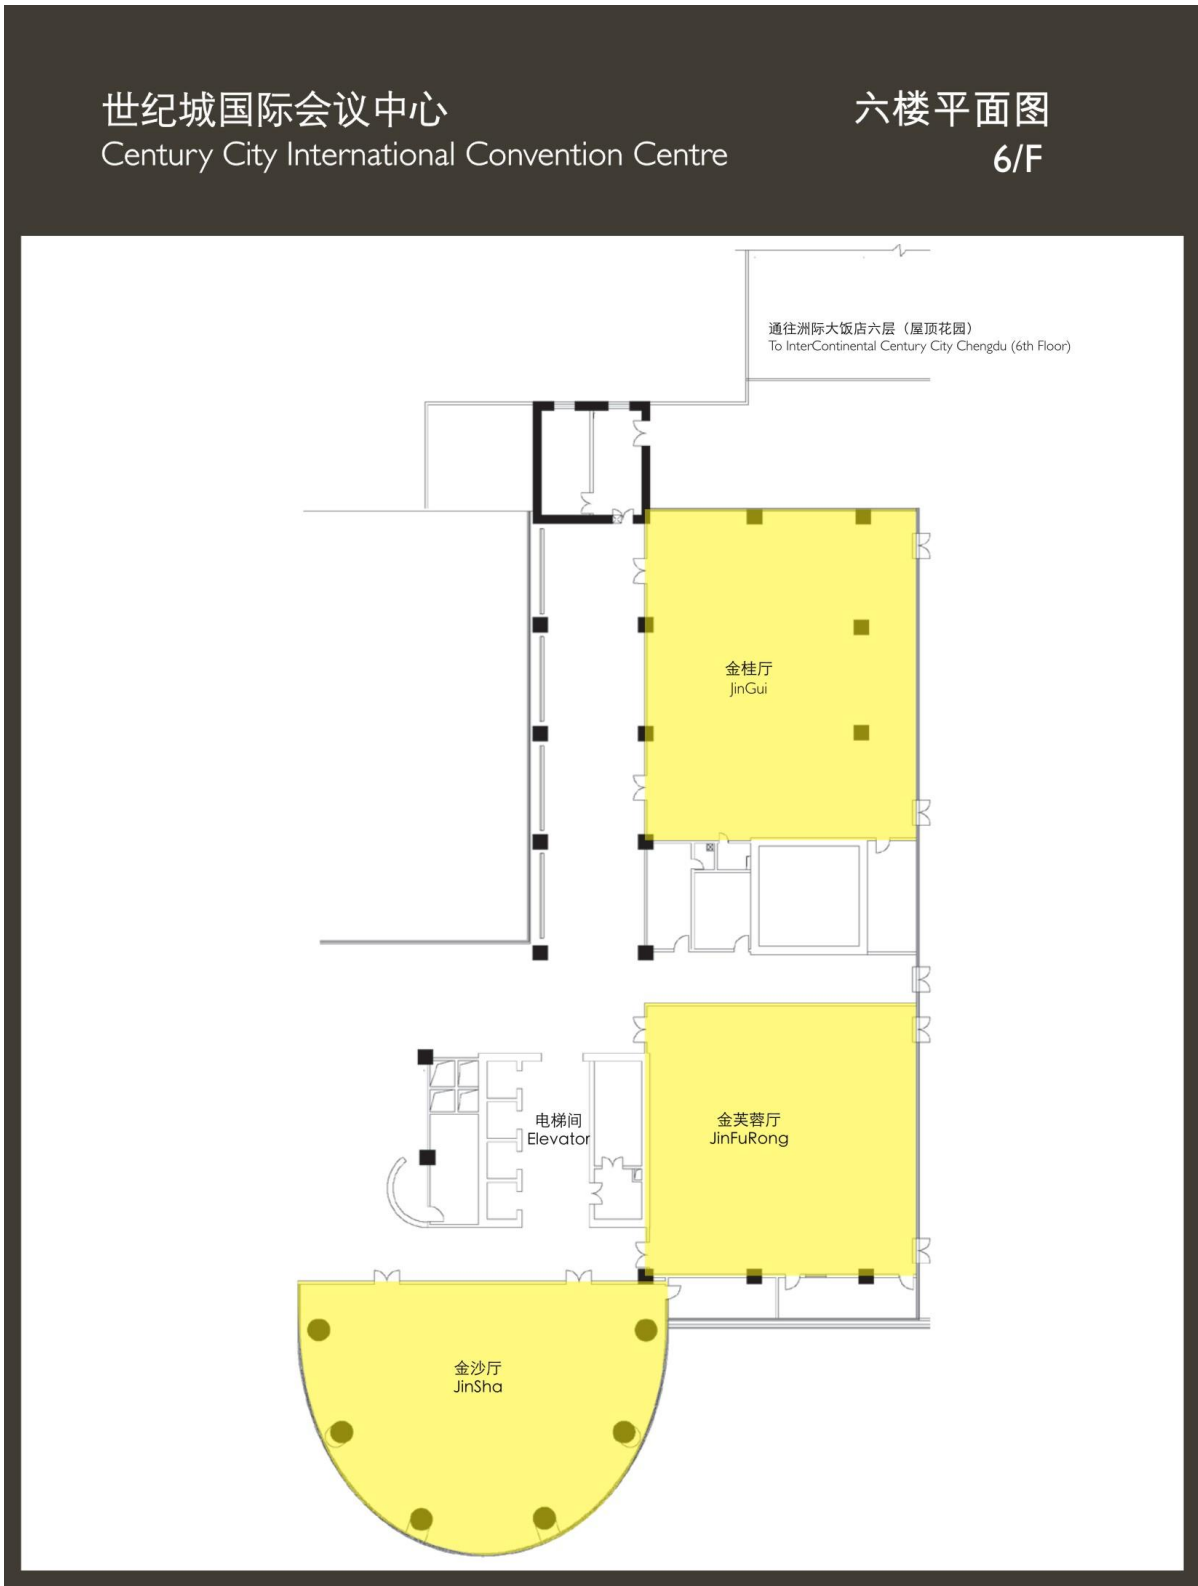 世纪城国际会议中心
Century City International Convention Centre
六楼平面图
6/F
通往洲际大饭店六层（屋顶花园）
To InterContinental Century City Chengdu (6th Floor)
金桂厅
JinGui
电梯间
Elevator
金芙蓉厅
JinFuRong
金沙厅
JinSha